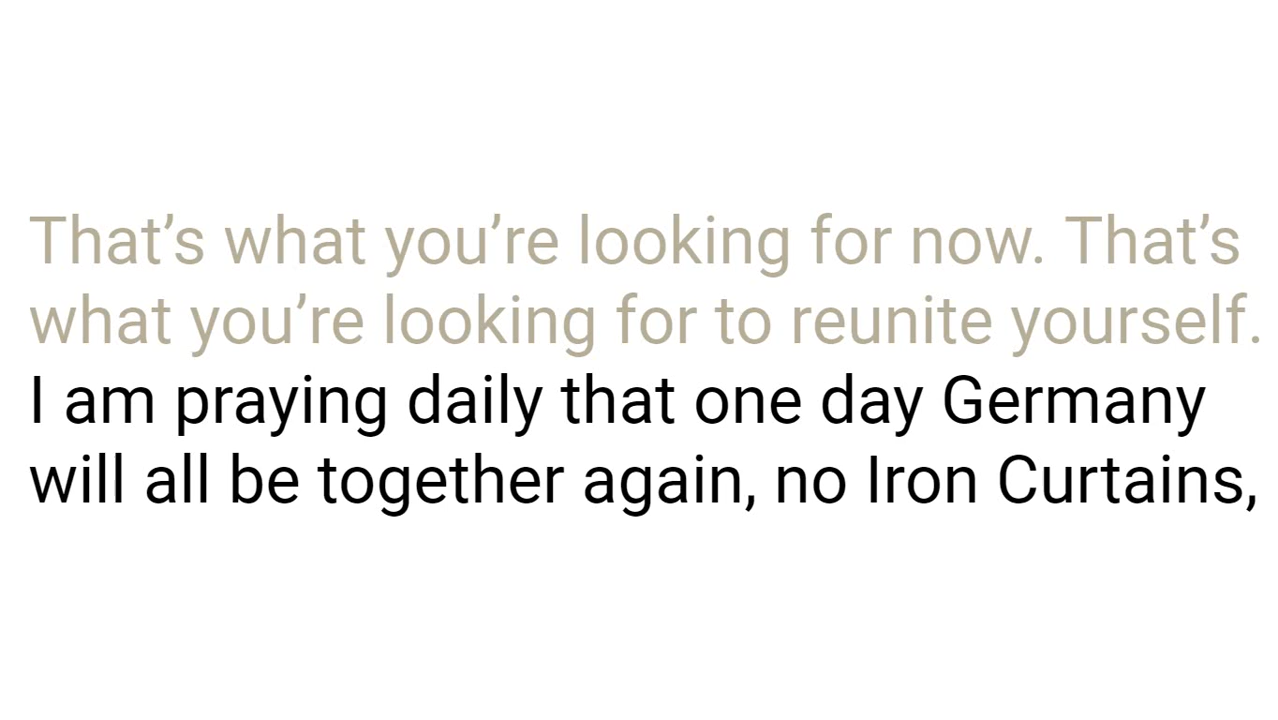 That’s what you’re looking for now. That’s
what you’re looking for to reunite yourself.
I am praying daily that one day Germany
will all be together again, no Iron Curtains,